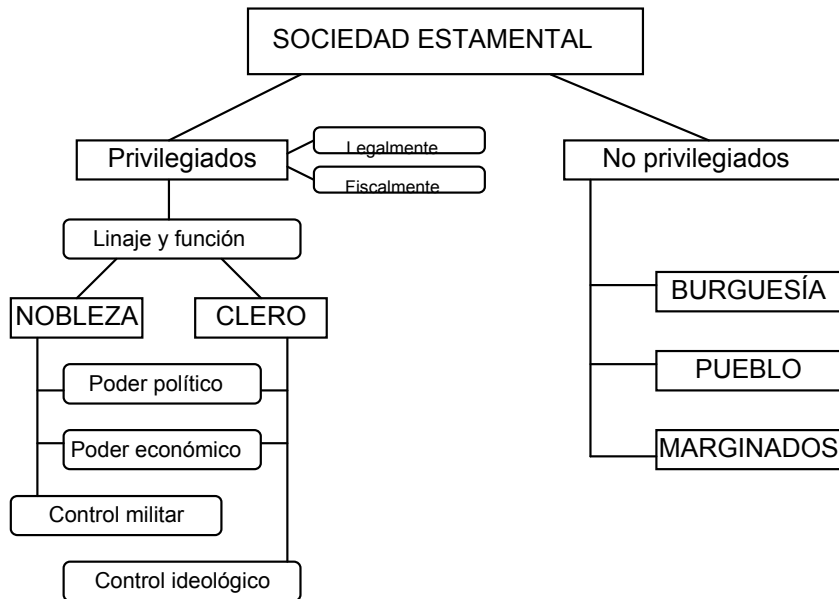 SOCIEDAD ESTAMENTAL
Privilegiados
Legalmente
Fiscalmente
No privilegiados
Linaje y función
NOBLEZA
CLERO
BURGUESÍA
Poder político
PUEBLO
Poder económico
MARGINADOS
Control militar
Control ideológico